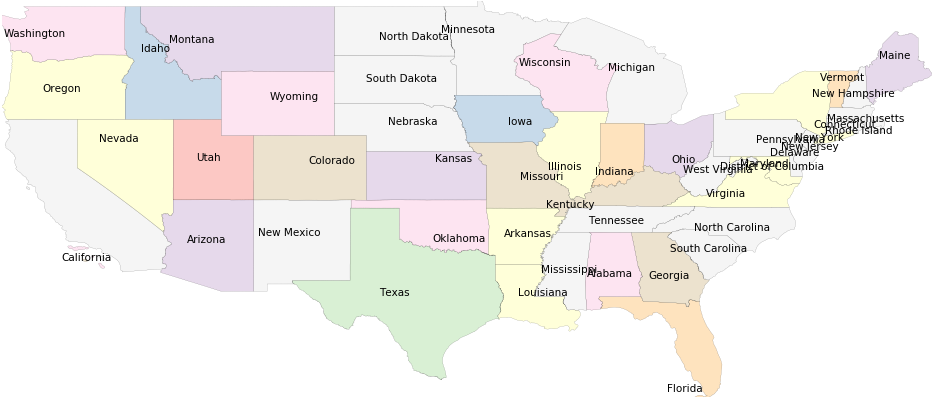 Washington
Idaho
Montana
North Dakota
Minnesota
Wisconsin
Michigan
Vermont
Maine
Oregon
Wyoming
South Dakota
New Hampshire
Nevada
Nebraska
Iowa
Massachusetts
Connecticut
Rhode Island
Utah
Colorado
Kansas
Missouri
Illinois
Indiana
Ohio
Pennsylvania
New York
New Jersey
West Virginia
Maryland
Delaware
District of Columbia
Virginia
Kentucky
California
Arizona
New Mexico
Oklahoma
Arkansas
Tennessee
North Carolina
South Carolina
Texas
Louisiana
Mississippi
Alabama
Georgia
Florida